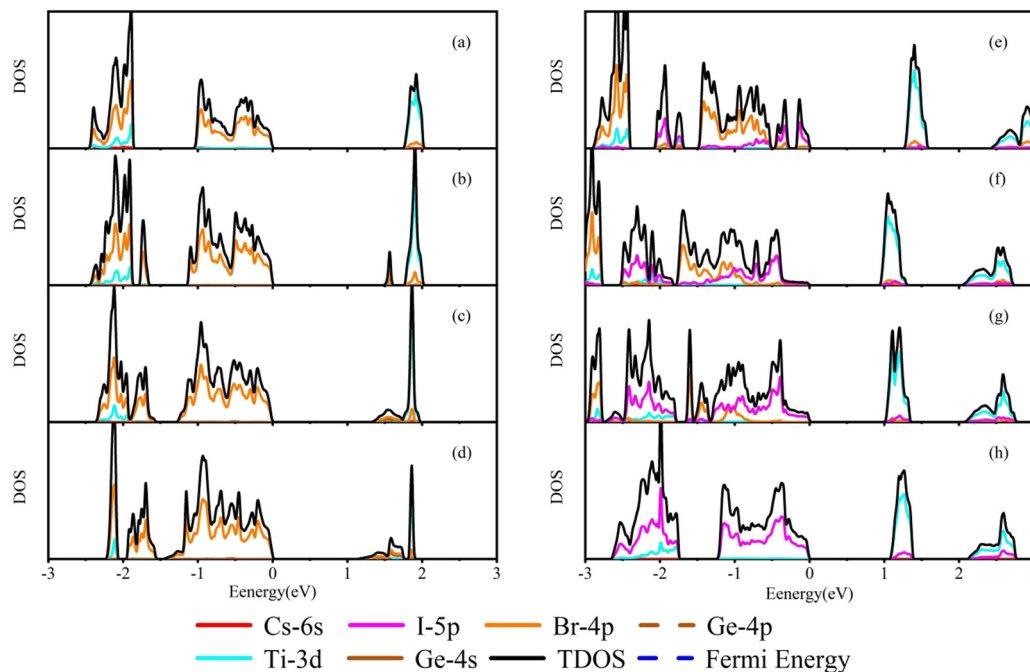 (a)
DOS
(b)
DOS
(c)
DOS
(d)
DOS
-3 -2 -1 0 1 2 3
Eenergy(eV)
(e)
DOS
(f)
DOS
(g)
DOS
(h)
DOS
-3 -2 -1 0 1 2
Eenergy(eV)
Cs-6s I-5p Br-4p Ge-4p
Ti-3d Ge-4s TDOS Fermi Energy